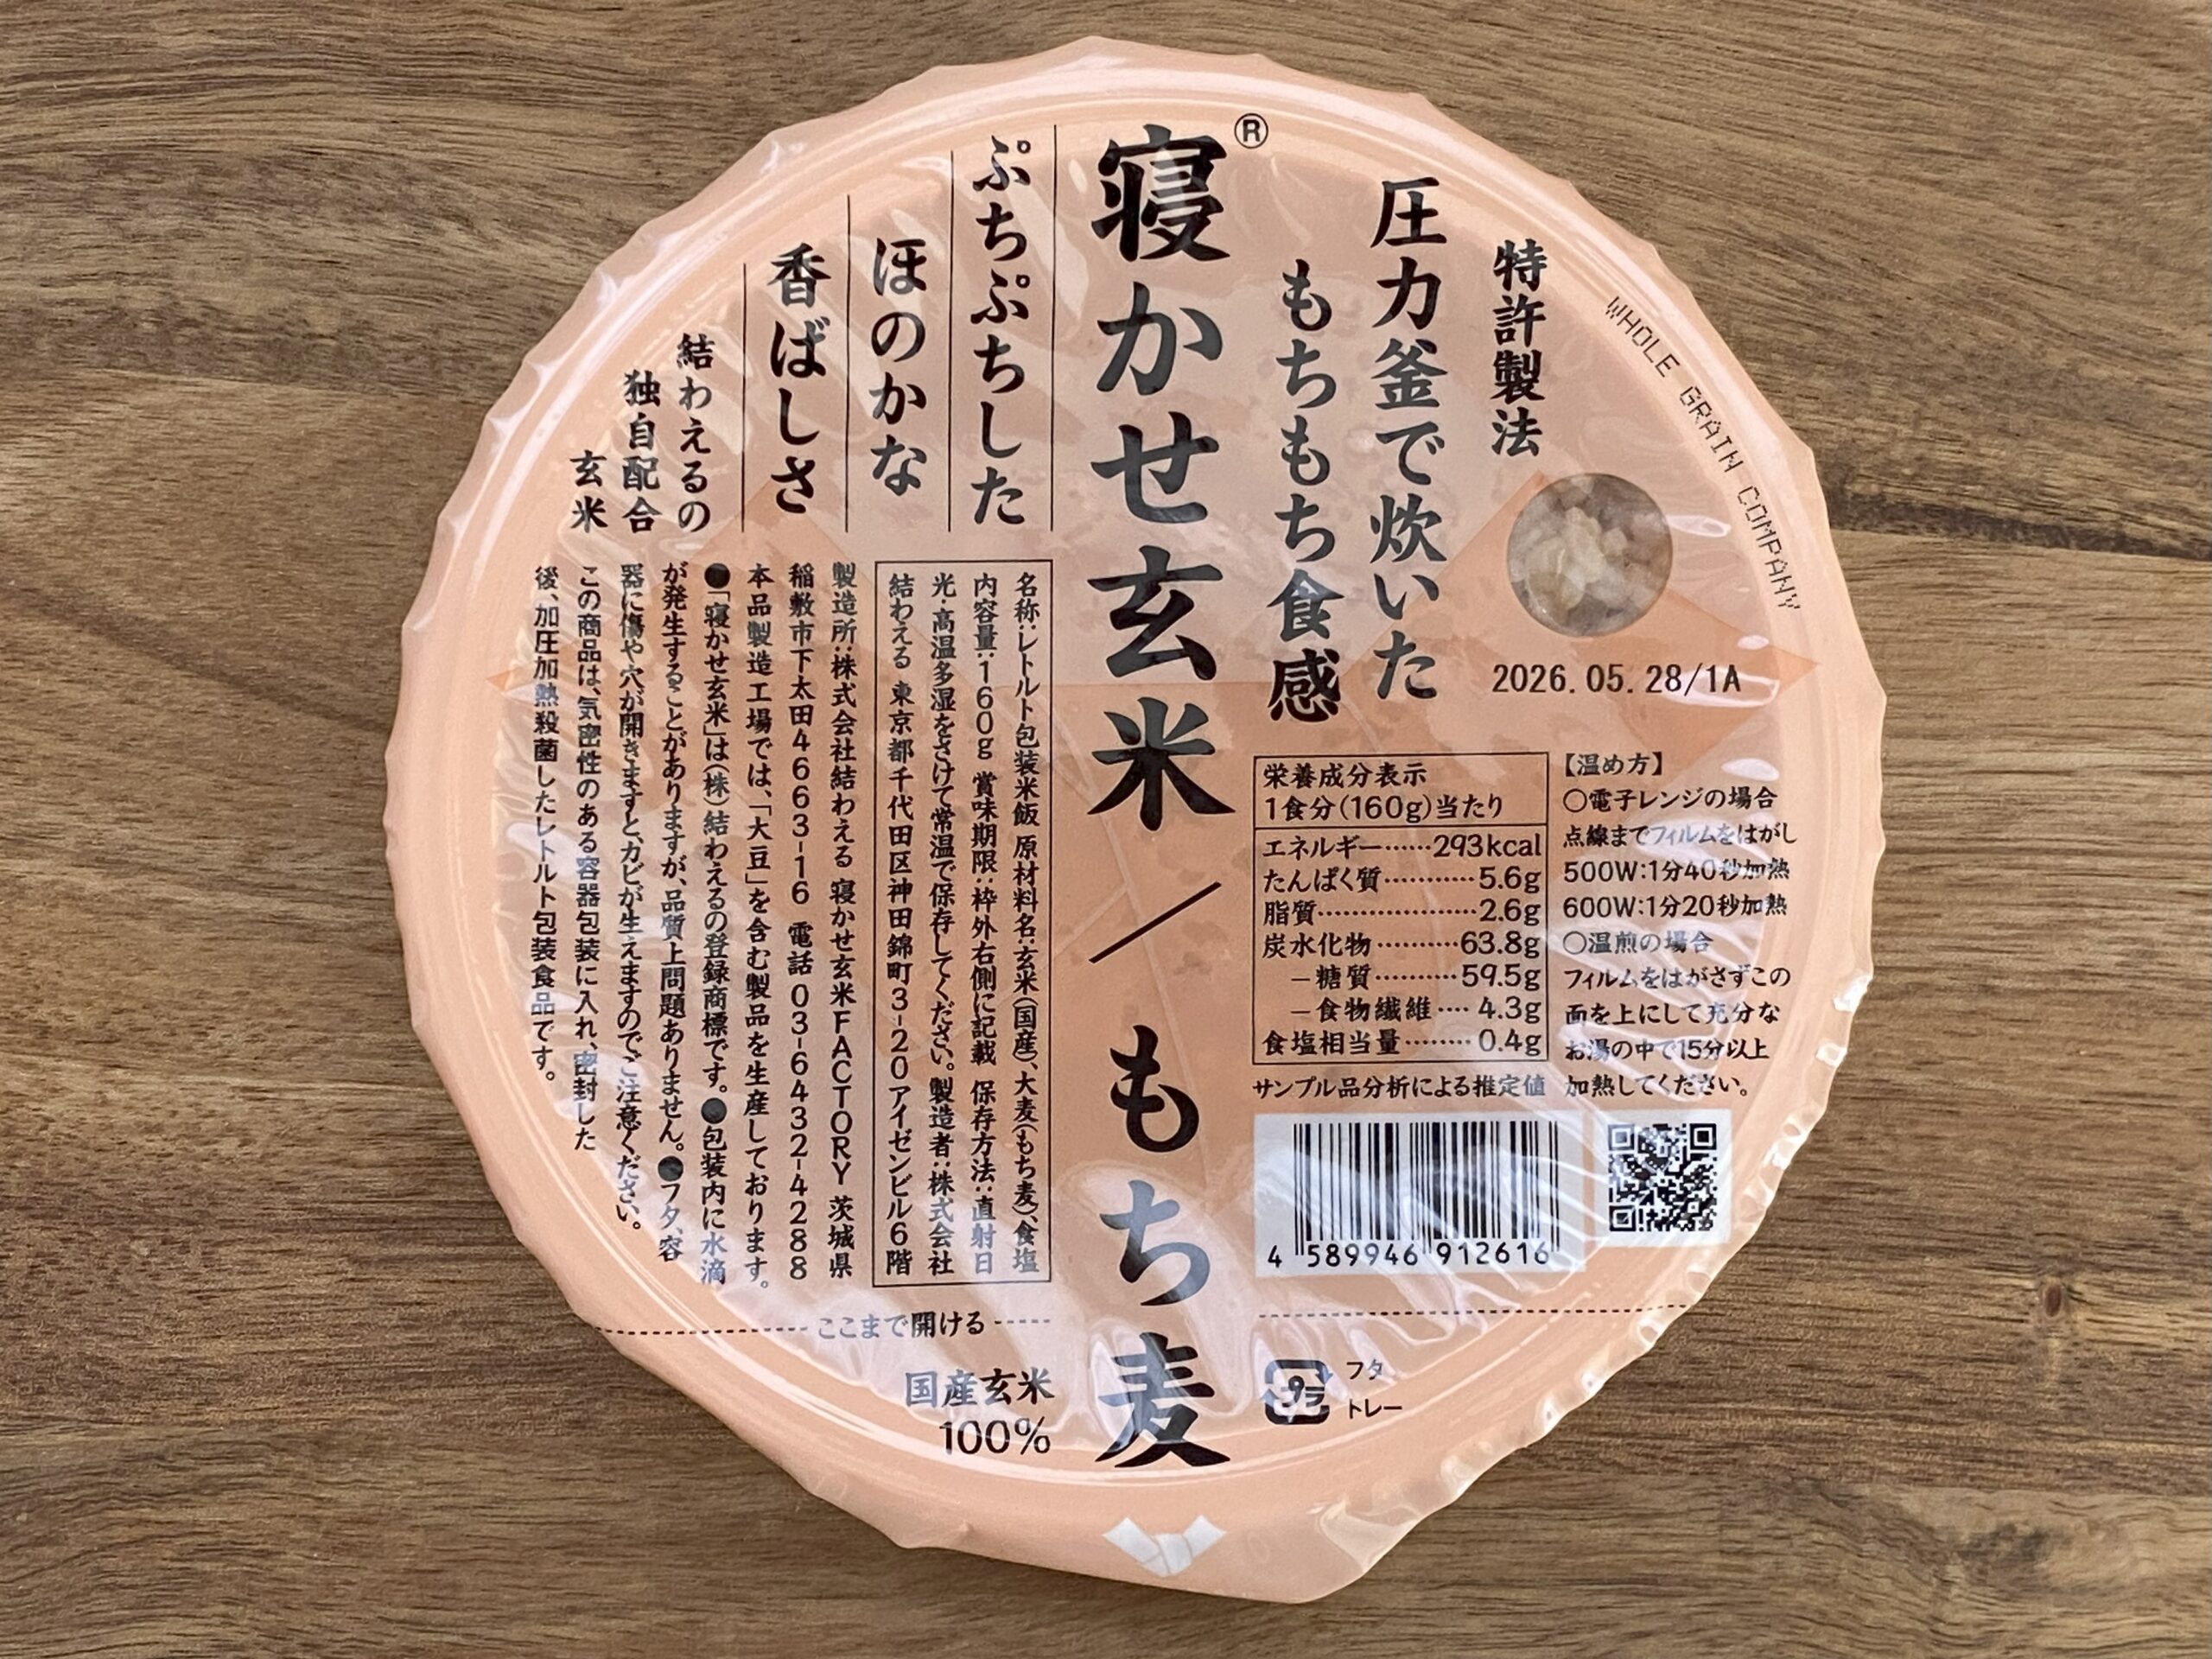 特許製法
圧力釜で炊いた
もちもち食感
寝かせ玄米®／もち麦
ぷちぷちした
ほのかな
香ばしさ
結わえるの
独自配合
玄米
WHOLE GRAIN COMPANY
2026.05.28/1A
【温め方】
〇電子レンジの場合
点線までフィルムをはがし
500W:1分40秒加熱
600W:1分20秒加熱
〇湯煎の場合
フィルムをはがさずこの
面を上にして充分な
お湯の中で15分以上
加熱してください。
栄養成分表示
1食分(160g)当たり
エネルギー……293kcal
たんぱく質…………5.6g
脂質…………………2.6g
炭水化物…………63.8g
－糖質…………59.5g
－食物繊維‥‥4.3g
食塩相当量………0.4g
サンプル品分析による推定値
4 589946 912616
名称:レトルト包装米飯 原材料名:玄米(国産)、大麦(もち麦)、食塩
内容量:160g 賞味期限:枠外右側に記載 保存方法:直射日
光・高温多湿をさけて常温で保存してください。製造者:株式会社
結わえる 東京都千代田区神田錦町3-20アイゼンビル6階
製造所:株式会社結わえる 寝かせ玄米FACTORY 茨城県
稲敷市下太田4663-16 電話 03-6432-4288
本品製造工場では、「大豆」を含む製品を生産しております。
●「寝かせ玄米」は(株)結わえるの登録商標です。●包装内に水滴
が発生することがありますが、品質上問題ありません。●フタ、容
器に傷や穴が開きますと、カビが生えますのでご注意ください。
この商品は、気密性のある容器包装に入れ、密封した
後、加圧加熱殺菌したレトルト包装食品です。
ここまで開ける
国産玄米
100%
プラ
フタ
トレー